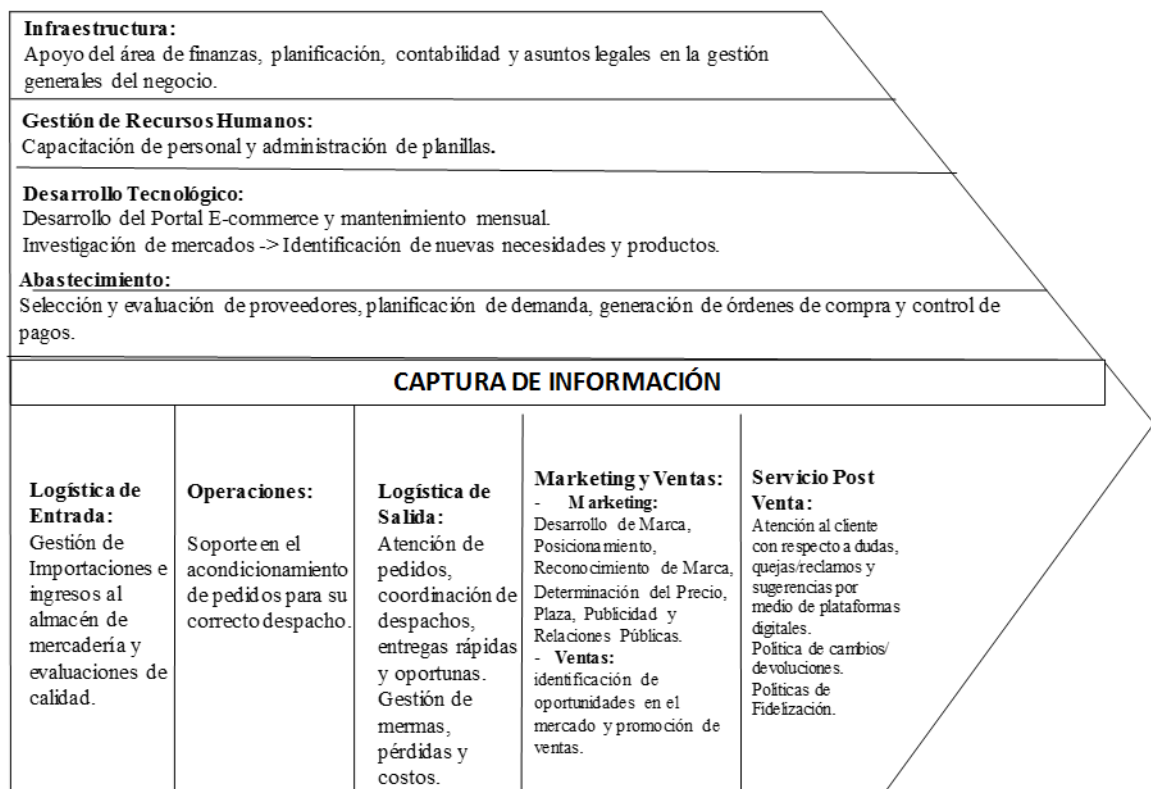 Infraestructura:
Apoyo del área de finanzas, planificación, contabilidad y asuntos legales en la gestión
generales del negocio.
Gestión de Recursos Humanos:
Capacitación de personal y administración de planillas.
Desarrollo Tecnológico:
Desarrollo del Portal E-commerce y mantenimiento mensual.
Investigación de mercados -> Identificación de nuevas necesidades y productos.
Abastecimiento:
Selección y evaluación de proveedores, planificación de demanda, generación de órdenes de compra y control de
pagos.
CAPTURA DE INFORMACIÓN
Logística de
Entrada:
Gestión de
Importaciones e
ingresos al
almacén de
mercadería y
evaluaciones de
calidad.
Operaciones:
Soporte en el
acondicionamiento
de pedidos para su
correcto despacho.
Logística de
Salida:
Atención de
pedidos,
coordinación de
despachos,
entregas rápidas
y oportunas.
Gestión de
mermas,
pérdidas y
costos.
Marketing y Ventas:
- Marketing:
Desarrollo de Marca,
Posicionamiento,
Reconocimiento de Marca,
Determinación del Precio,
Plaza, Publicidad y
Relaciones Públicas.
- Ventas:
identificación de
oportunidades en el
mercado y promoción de
ventas.
Servicio Post
Venta:
Atención al cliente
con respecto a dudas,
quejas/reclamos y
sugerencias por
medio de plataformas
digitales.
Política de cambios/
devoluciones.
Políticas de
Fidelización.